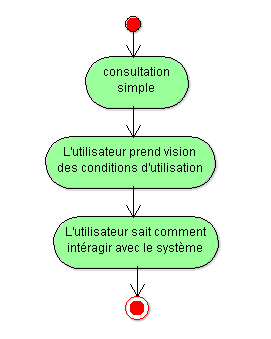 consultation
simple
L'utilisateur prend vision
des conditions d'utilisation
L'utilisateur sait comment
intéragir avec le système